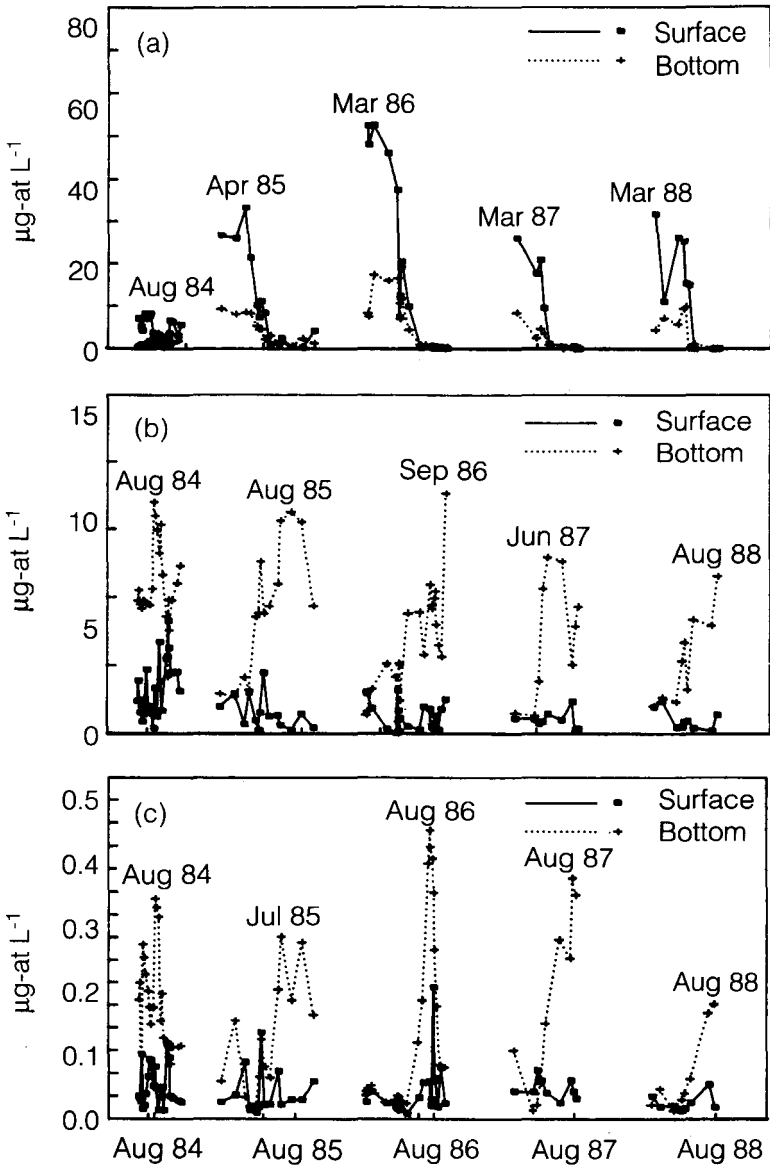 80
(a)
Surface
Bottom
60
Mar 86
Apr 85
µg-at L-1
40
Mar 87
Mar 88
20
Aug 84
0
15
(b)
Surface
Bottom
Aug 84
Sep 86
Aug 85
10
µg-at L-1
Jun 87
Aug 88
5
0
0.5
(c)
Surface
Bottom
Aug 86
0.4
Aug 84
Aug 87
0.3
Jul 85
µg-at L-1
0.2
Aug 88
0.1
0.0
Aug 84
Aug 85
Aug 86
Aug 87
Aug 88